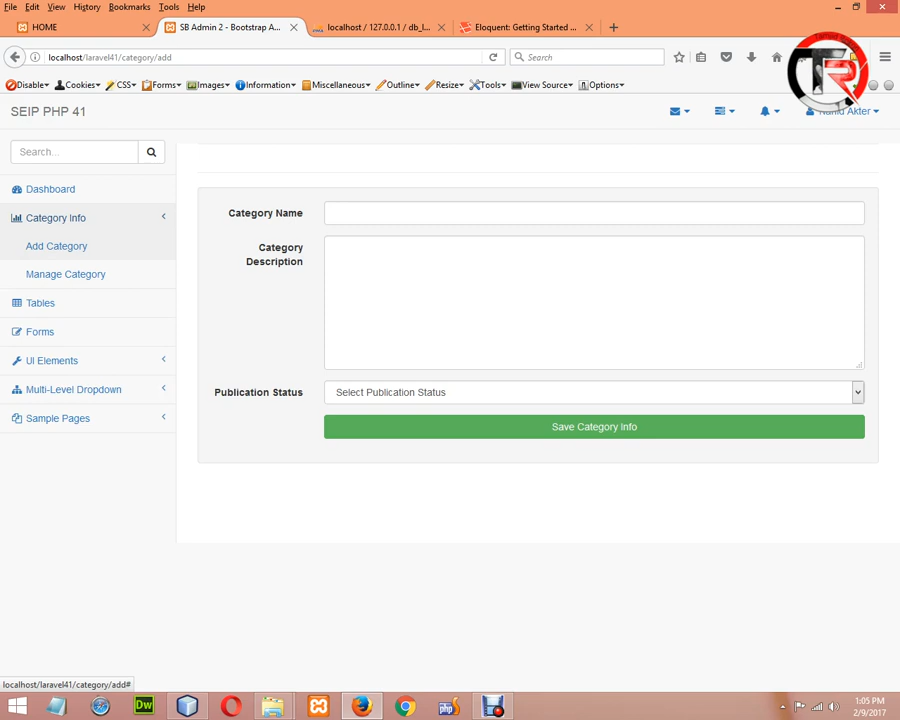 File Edit View History Bookmarks Tools Help
HOME
SB Admin 2 - Bootstrap A...
localhost / 127.0.0.1 / db_l...
Eloquent: Getting Started ...
localhost/laravel41/category/add
Search
Disable Cookies CSS Forms Images Information Miscellaneous Outline Resize Tools View Source Options
SEIP PHP 41
Akter
Search...
Dashboard
Category Info
Add Category
Manage Category
Tables
Forms
UI Elements
Multi-Level Dropdown
Sample Pages
Category Name
Category
Description
Publication Status
Select Publication Status
Save Category Info
localhost/laravel41/category/add#
Dw
1:05 PM
2/9/2017